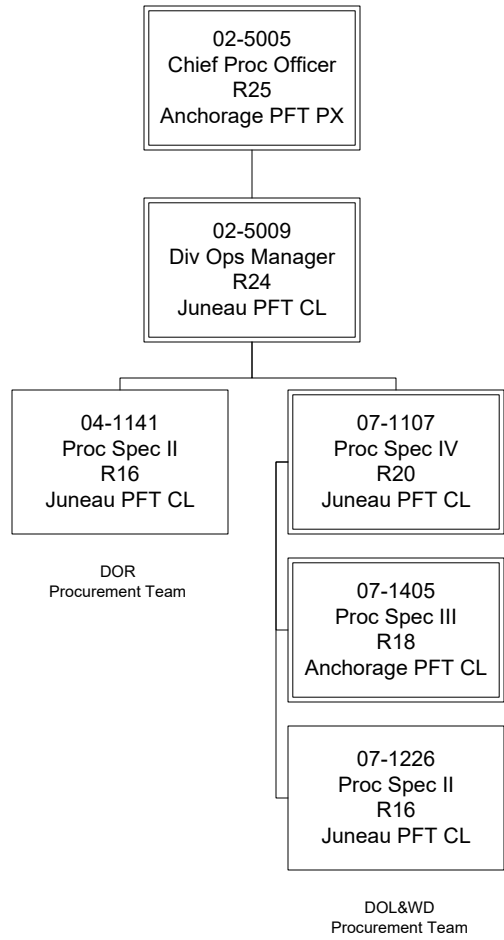 02-5005
Chief Proc Officer
R25
Anchorage PFT PX
02-5009
Div Ops Manager
R24
Juneau PFT CL
04-1141
Proc Spec II
R16
Juneau PFT CL
DOR
Procurement Team
07-1107
Proc Spec IV
R20
Juneau PFT CL
07-1405
Proc Spec III
R18
Anchorage PFT CL
07-1226
Proc Spec II
R16
Juneau PFT CL
DOL&WD
Procurement Team